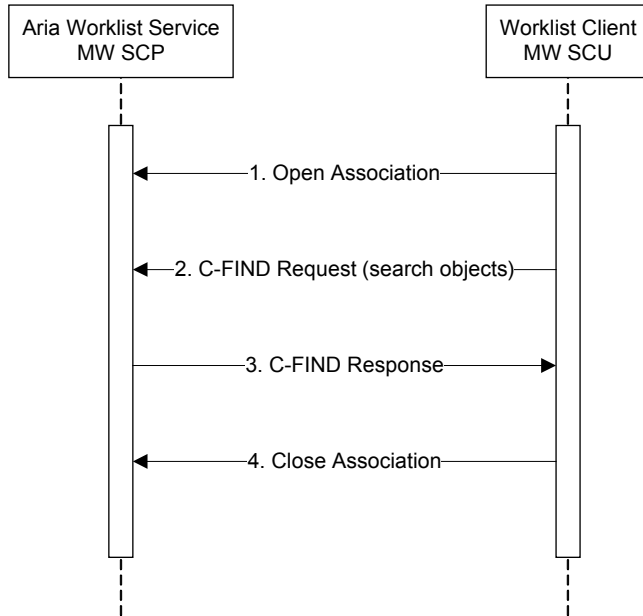 Aria Worklist Service
MW SCP
Worklist Client
MW SCU
1. Open Association
2. C-FIND Request (search objects)
3. C-FIND Response
4. Close Association